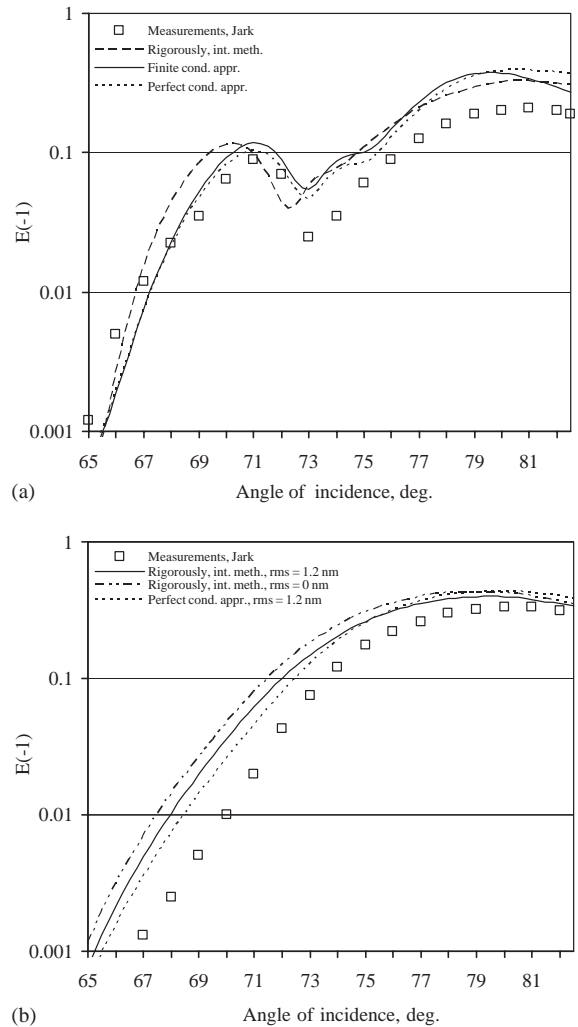 1
Measurements, Jark
Rigorously, int. meth.
Finite cond. appr.
Perfect cond. appr.
0.1
E(-1)
0.01
0.001
65 67 69 71 73 75 77 79 81
(a) Angle of incidence, deg.
1
Measurements, Jark
Rigorously, int. meth., rms = 1.2 nm
Rigorously, int. meth., rms = 0 nm
Perfect cond. appr., rms = 1.2 nm
0.1
E(-1)
0.01
0.001
65 67 69 71 73 75 77 79 81
(b) Angle of incidence, deg.